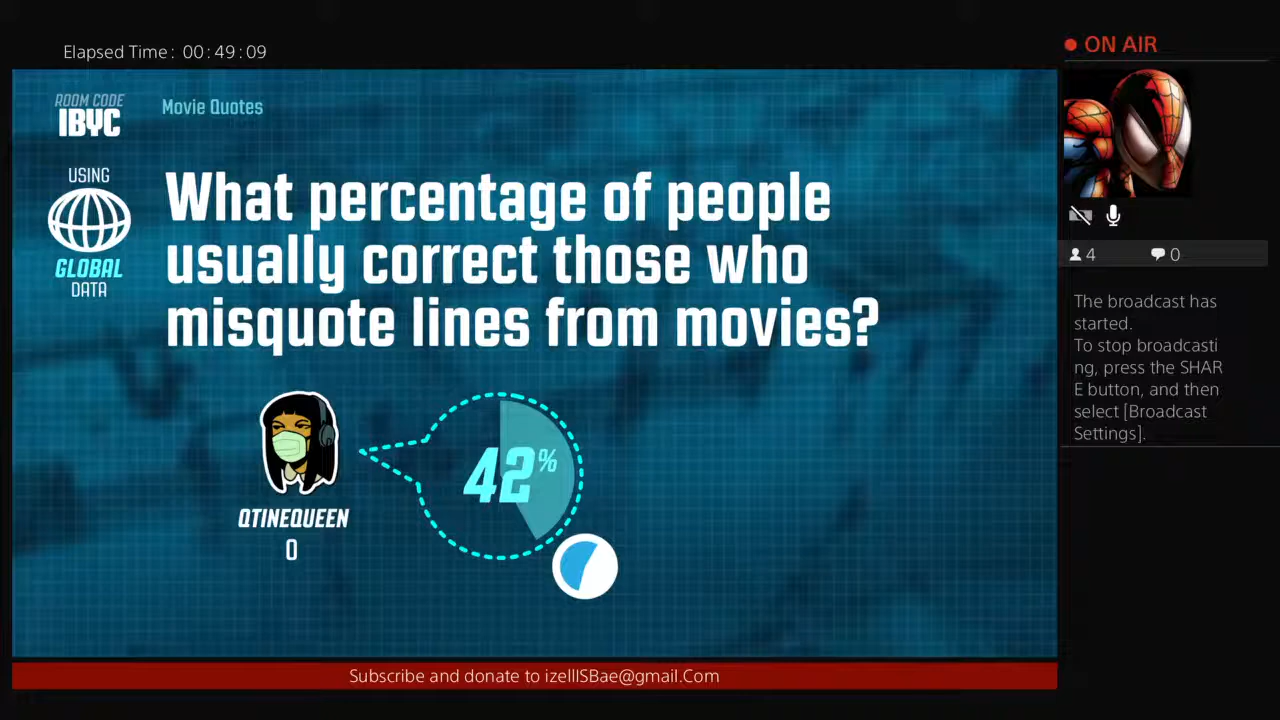 Elapsed Time: 00:49:09
ON AIR
ROOM CODE
IBYC
Movie Quotes
USING
GLOBAL
DATA
What percentage of people
usually correct those who
misquote lines from movies?
42%
QTINEQUEEN
0
4
0
The broadcast has
started.
To stop broadcasti
ng, press the SHAR
E button, and then
select [Broadcast
Settings].
Subscribe and donate to izellISBae@gmail.Com